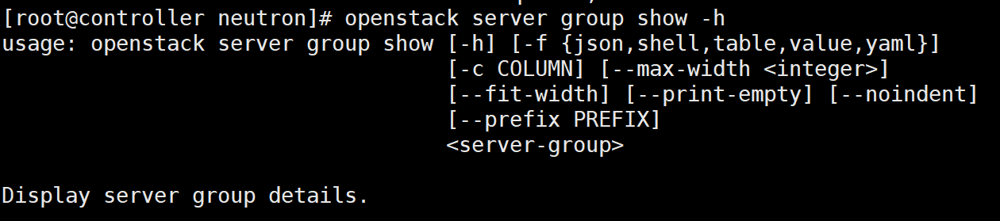 [root@controller neutron]# openstack server group show -h
usage: openstack server group show [-h] [-f {json,shell,table,value,yaml}]
[-c COLUMN] [--max-width <integer>]
[--fit-width] [--print-empty] [--noindent]
[--prefix PREFIX]
<server-group>
Display server group details.